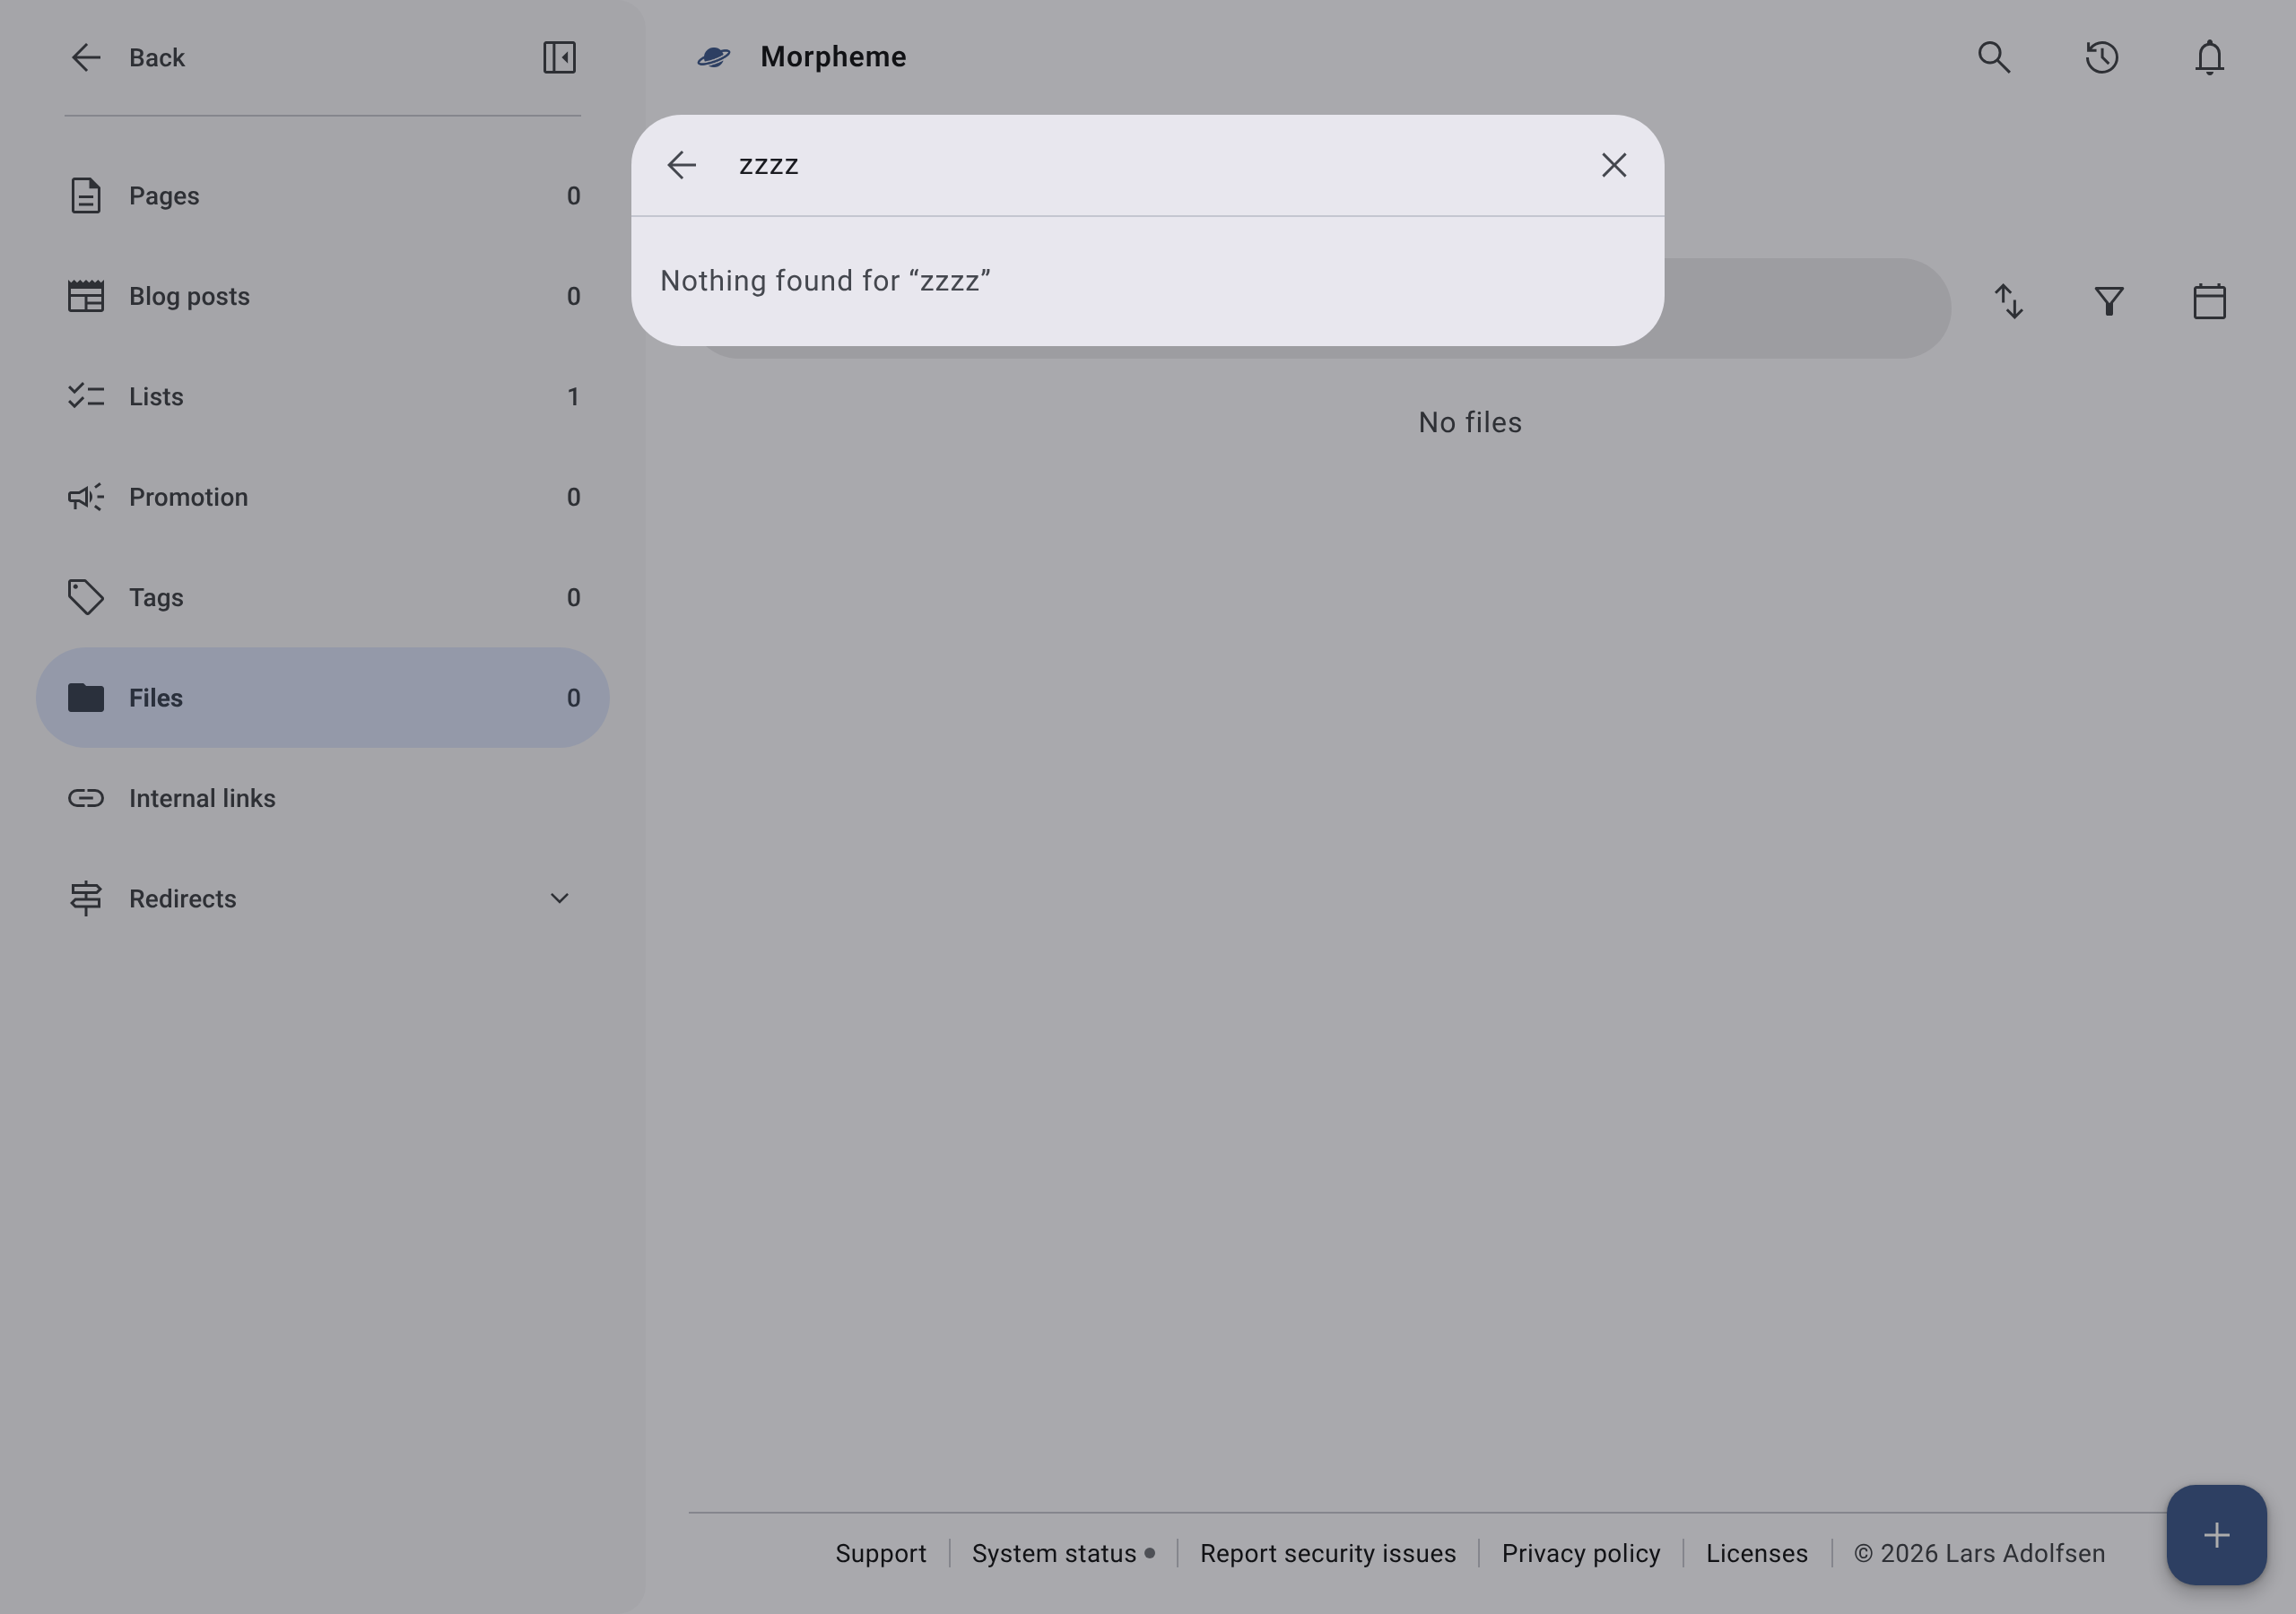 Back
Morpheme
zzzz
Nothing found for “zzzz”
Pages 0
Blog posts 0
Lists 1
Promotion 0
Tags 0
Files 0
Internal links
Redirects
No files
Support
System status
Report security issues
Privacy policy
Licenses
© 2026 Lars Adolfsen